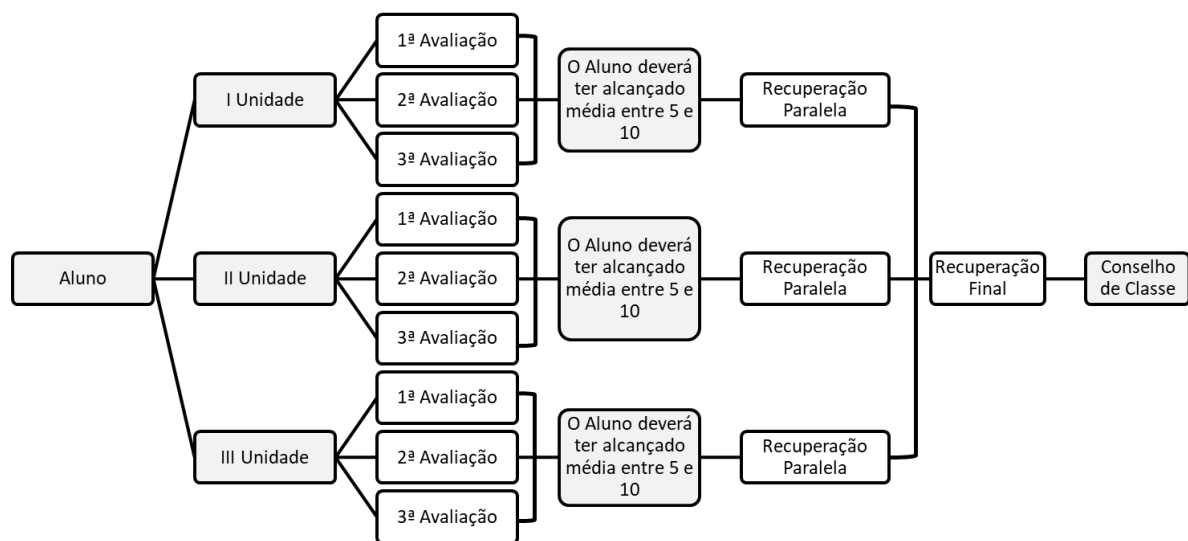 1ª Avaliação
I Unidade
2ª Avaliação
3ª Avaliação
O Aluno deverá
ter alcançado
média entre 5 e
10
Recuperação
Paralela
Aluno
1ª Avaliação
II Unidade
2ª Avaliação
3ª Avaliação
O Aluno deverá
ter alcançado
média entre 5 e
10
Recuperação
Paralela
Recuperação
Final
Conselho
de Classe
1ª Avaliação
III Unidade
2ª Avaliação
3ª Avaliação
O Aluno deverá
ter alcançado
média entre 5 e
10
Recuperação
Paralela